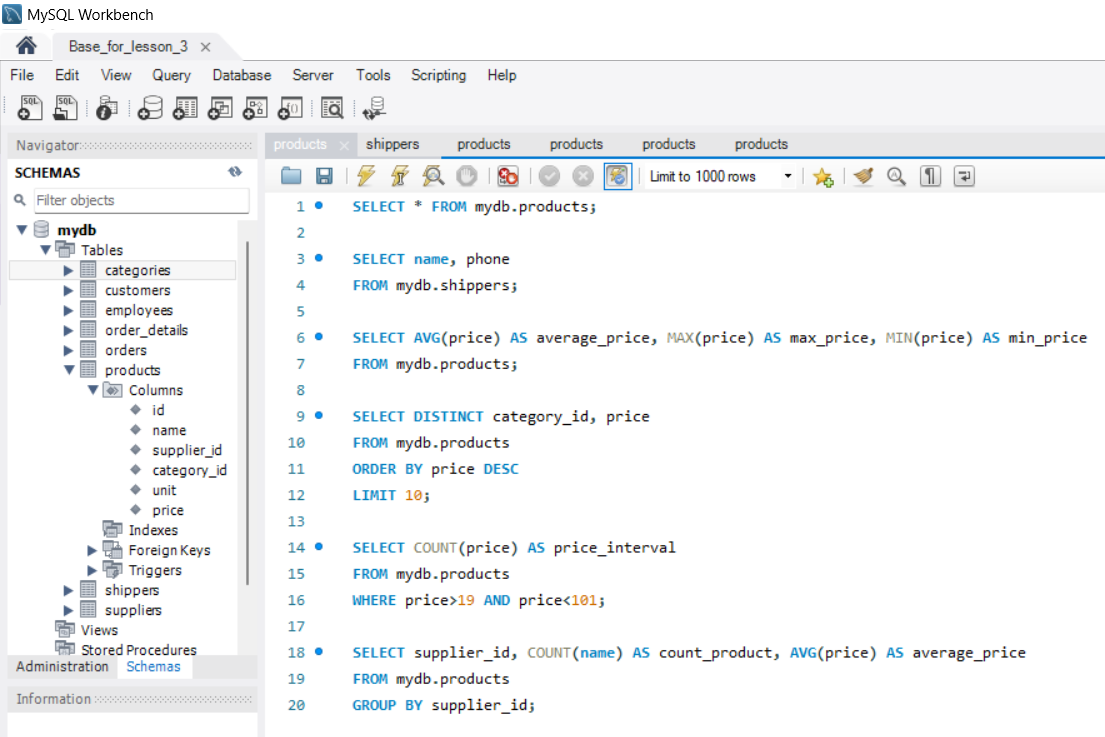 MySQL Workbench
Base_for_lesson_3
File Edit View Query Database Server Tools Scripting Help
SQL SQL
Navigator
SCHEMAS
Filter objects
mydb
Tables
categories
customers
employees
order_details
orders
products
Columns
id
name
supplier_id
category_id
unit
price
Indexes
Foreign Keys
Triggers
shippers
suppliers
Views
Stored Procedures
Administration Schemas
Information
products shippers products products products products
Limit to 1000 rows
1 SELECT * FROM mydb.products;
2
3 SELECT name, phone
4 FROM mydb.shippers;
5
6 SELECT AVG(price) AS average_price, MAX(price) AS max_price, MIN(price) AS min_price
7 FROM mydb.products;
8
9 SELECT DISTINCT category_id, price
10 FROM mydb.products
11 ORDER BY price DESC
12 LIMIT 10;
13
14 SELECT COUNT(price) AS price_interval
15 FROM mydb.products
16 WHERE price>19 AND price<101;
17
18 SELECT supplier_id, COUNT(name) AS count_product, AVG(price) AS average_price
19 FROM mydb.products
20 GROUP BY supplier_id;